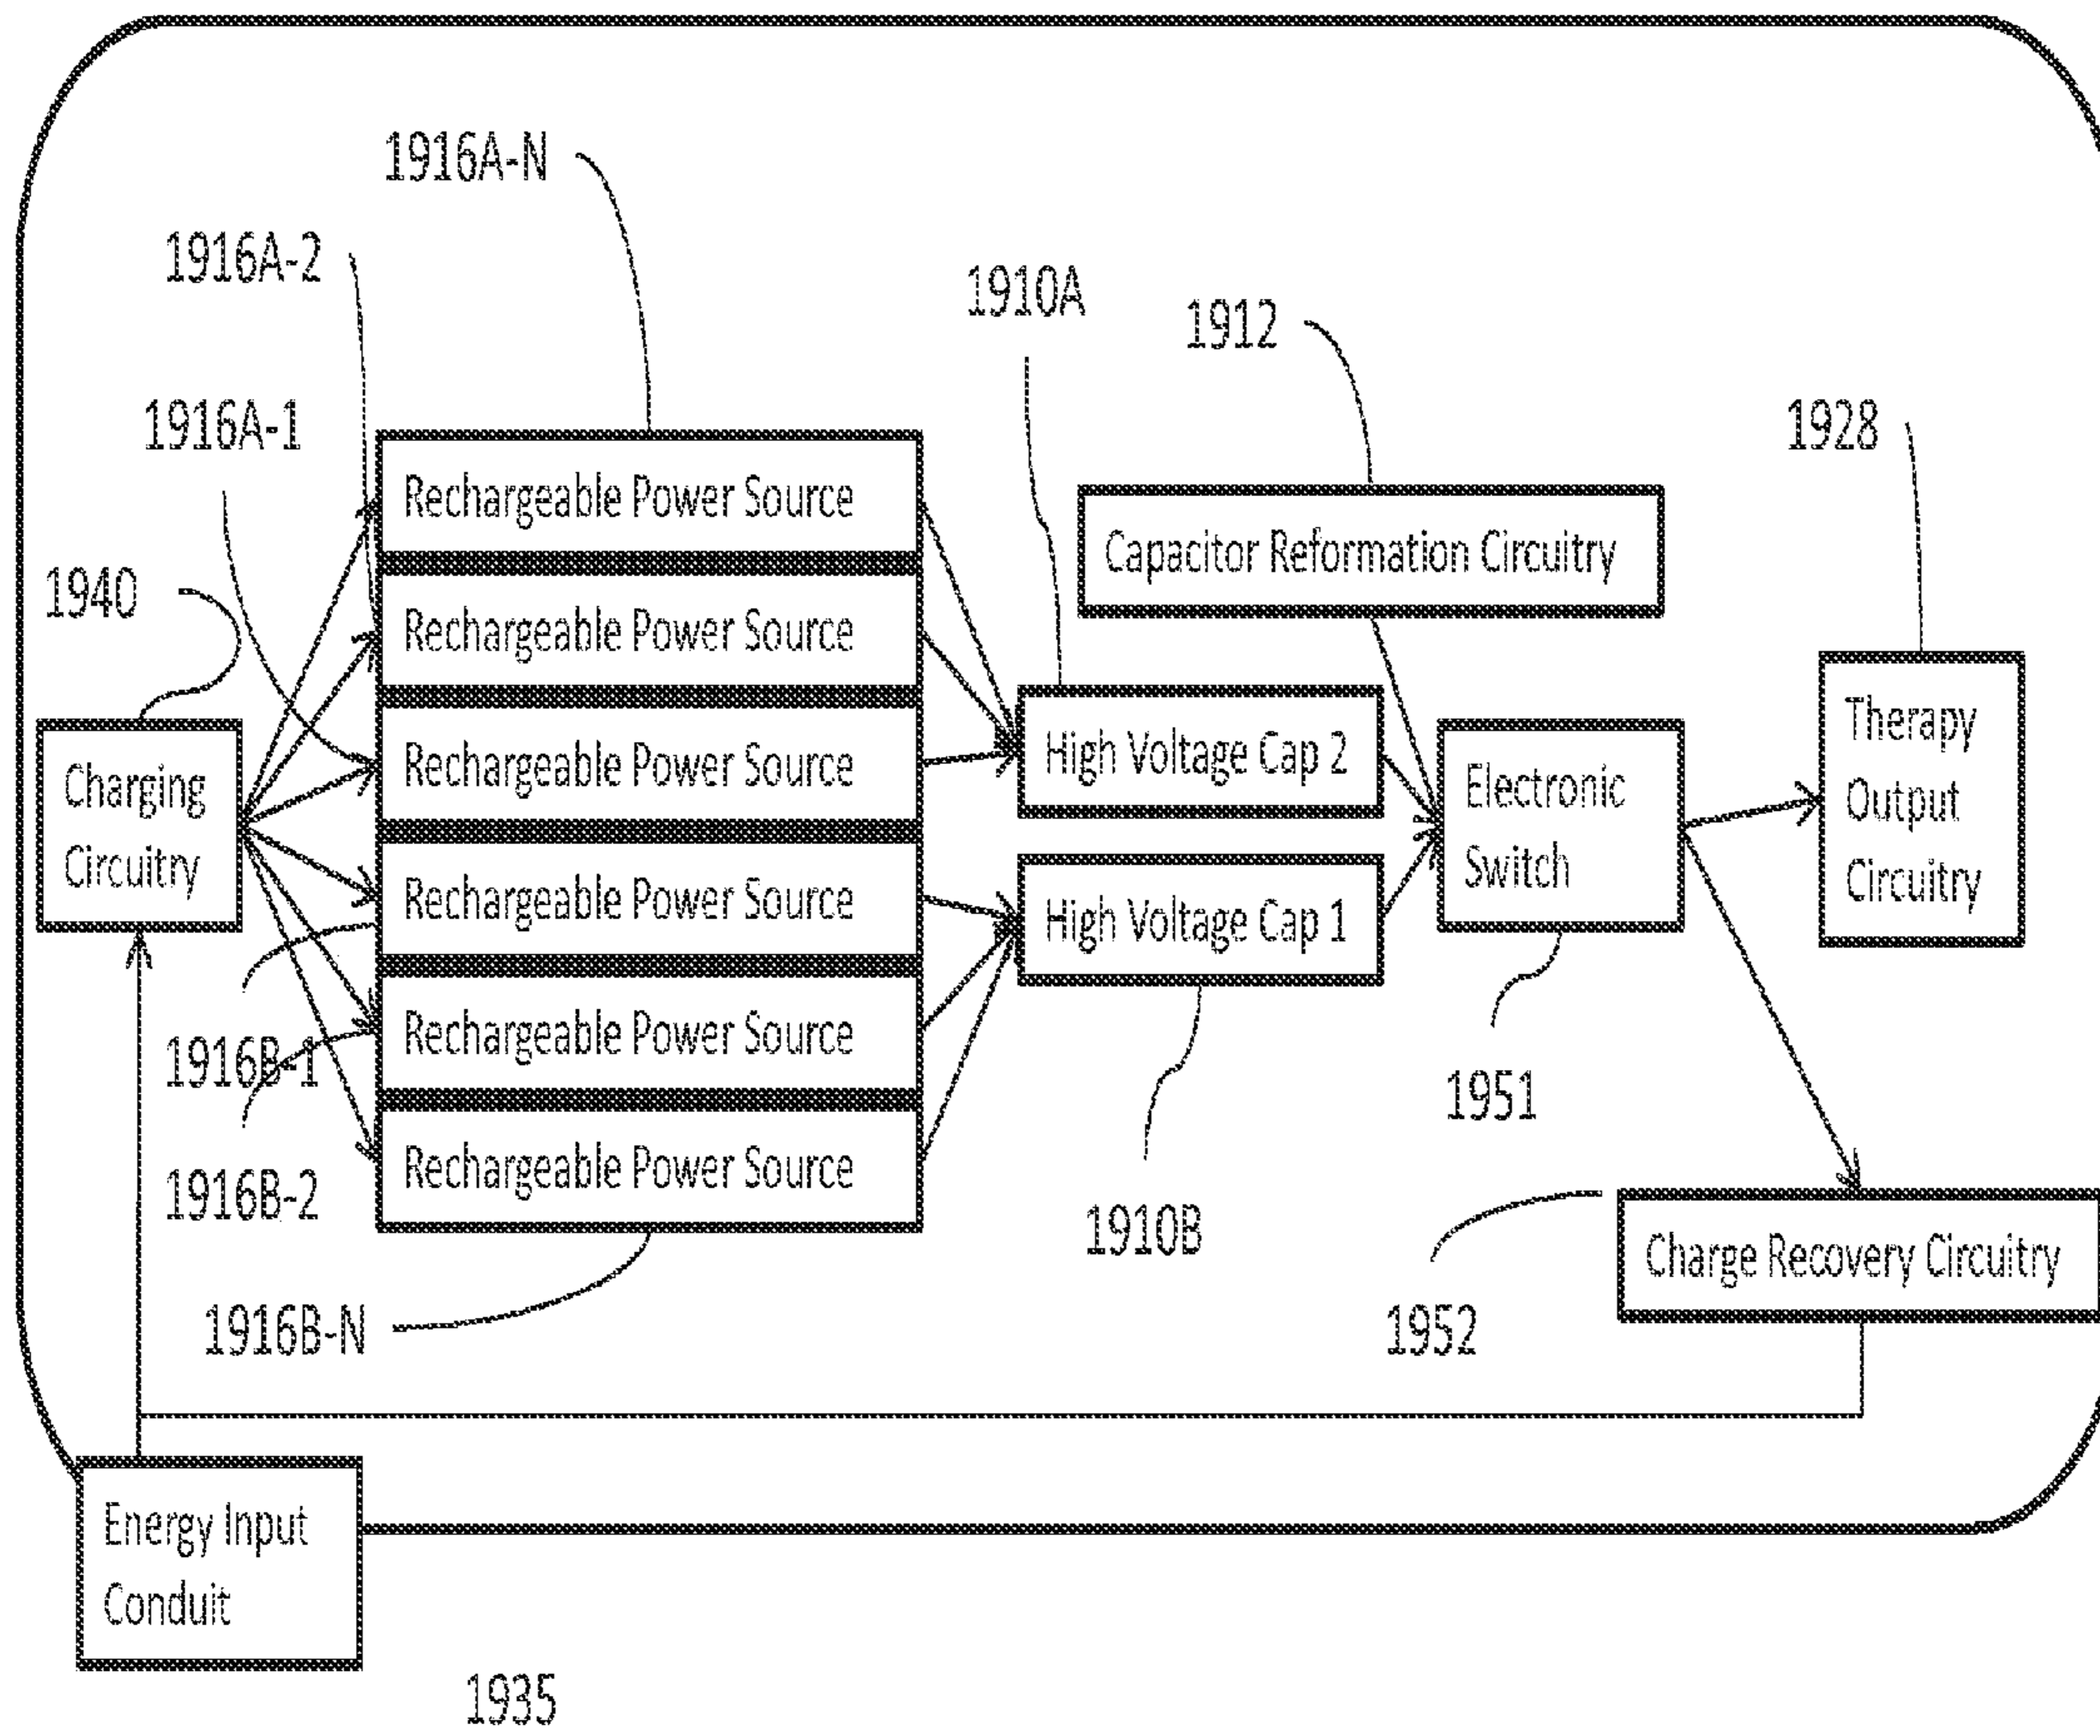 1916A-N
1916A-2
1910A
1912
1916A-1
1928
Rechargeable Power Source
Capacitor Reformation Circuitry
1940
Rechargeable Power Source
Charging
Circuitry
Rechargeable Power Source
High Voltage Cap 2
Electronic
Switch
Therapy
Output
Circuitry
Rechargeable Power Source
High Voltage Cap 1
1916B-1
Rechargeable Power Source
1951
1916B-2
Rechargeable Power Source
1910B
Charge Recovery Circuitry
1916B-N
1952
Energy Input
Conduit
1935